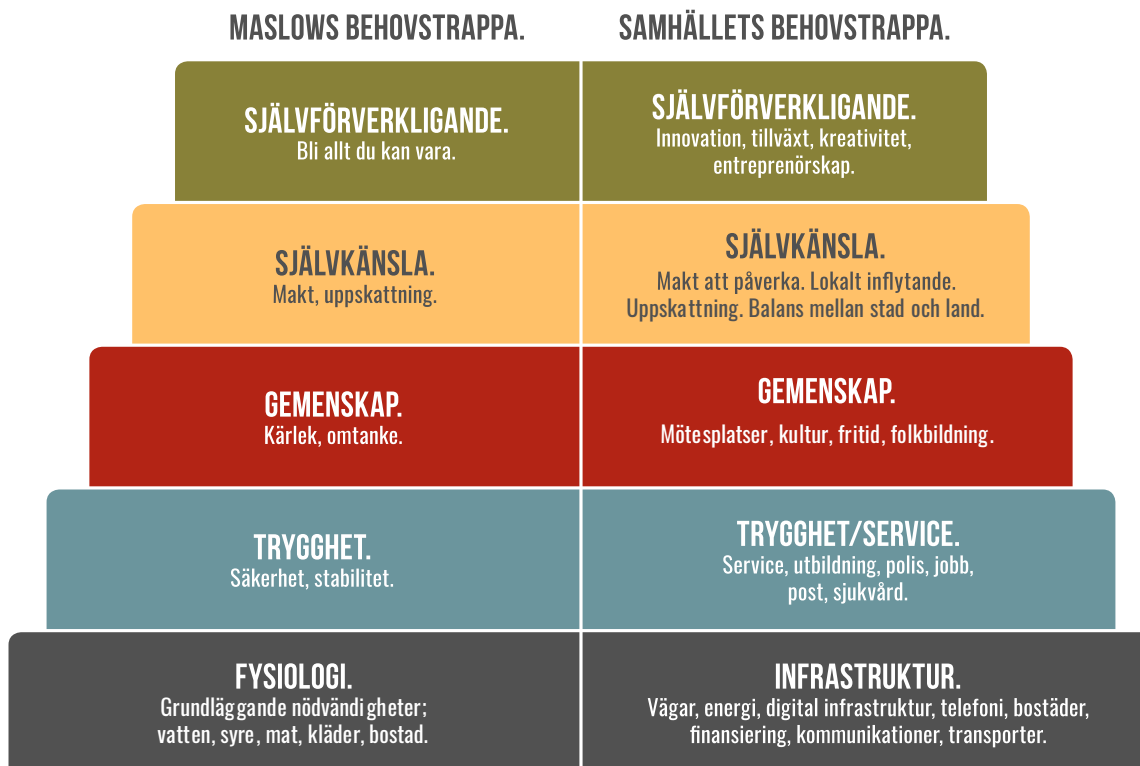 MASLOWS BEHOVSTRAPPA.
SAMHÄLLETS BEHOVSTRAPPA.
SJÄLVFÖRVERKLIGANDE.
Bli allt du kan vara.
SJÄLVFÖRVERKLIGANDE.
Innovation, tillväxt, kreativitet,
entreprenörskap.
SJÄLVKÄNSLA.
Makt, uppskattning.
SJÄLVKÄNSLA.
Makt att påverka. Lokalt inflytande.
Uppskattning. Balans mellan stad och land.
GEMENSKAP.
Kärlek, omtanke.
GEMENSKAP.
Mötesplatser, kultur, fritid, folkbildning.
TRYGGHET.
Säkerhet, stabilitet.
TRYGGHET/SERVICE.
Service, utbildning, polis, jobb,
post, sjukvård.
FYSIOLOGI.
Grundläggande nödvändigheter;
vatten, syre, mat, kläder, bostad.
INFRASTRUKTUR.
Vägar, energi, digital infrastruktur, telefoni, bostäder,
finansiering, kommunikationer, transporter.